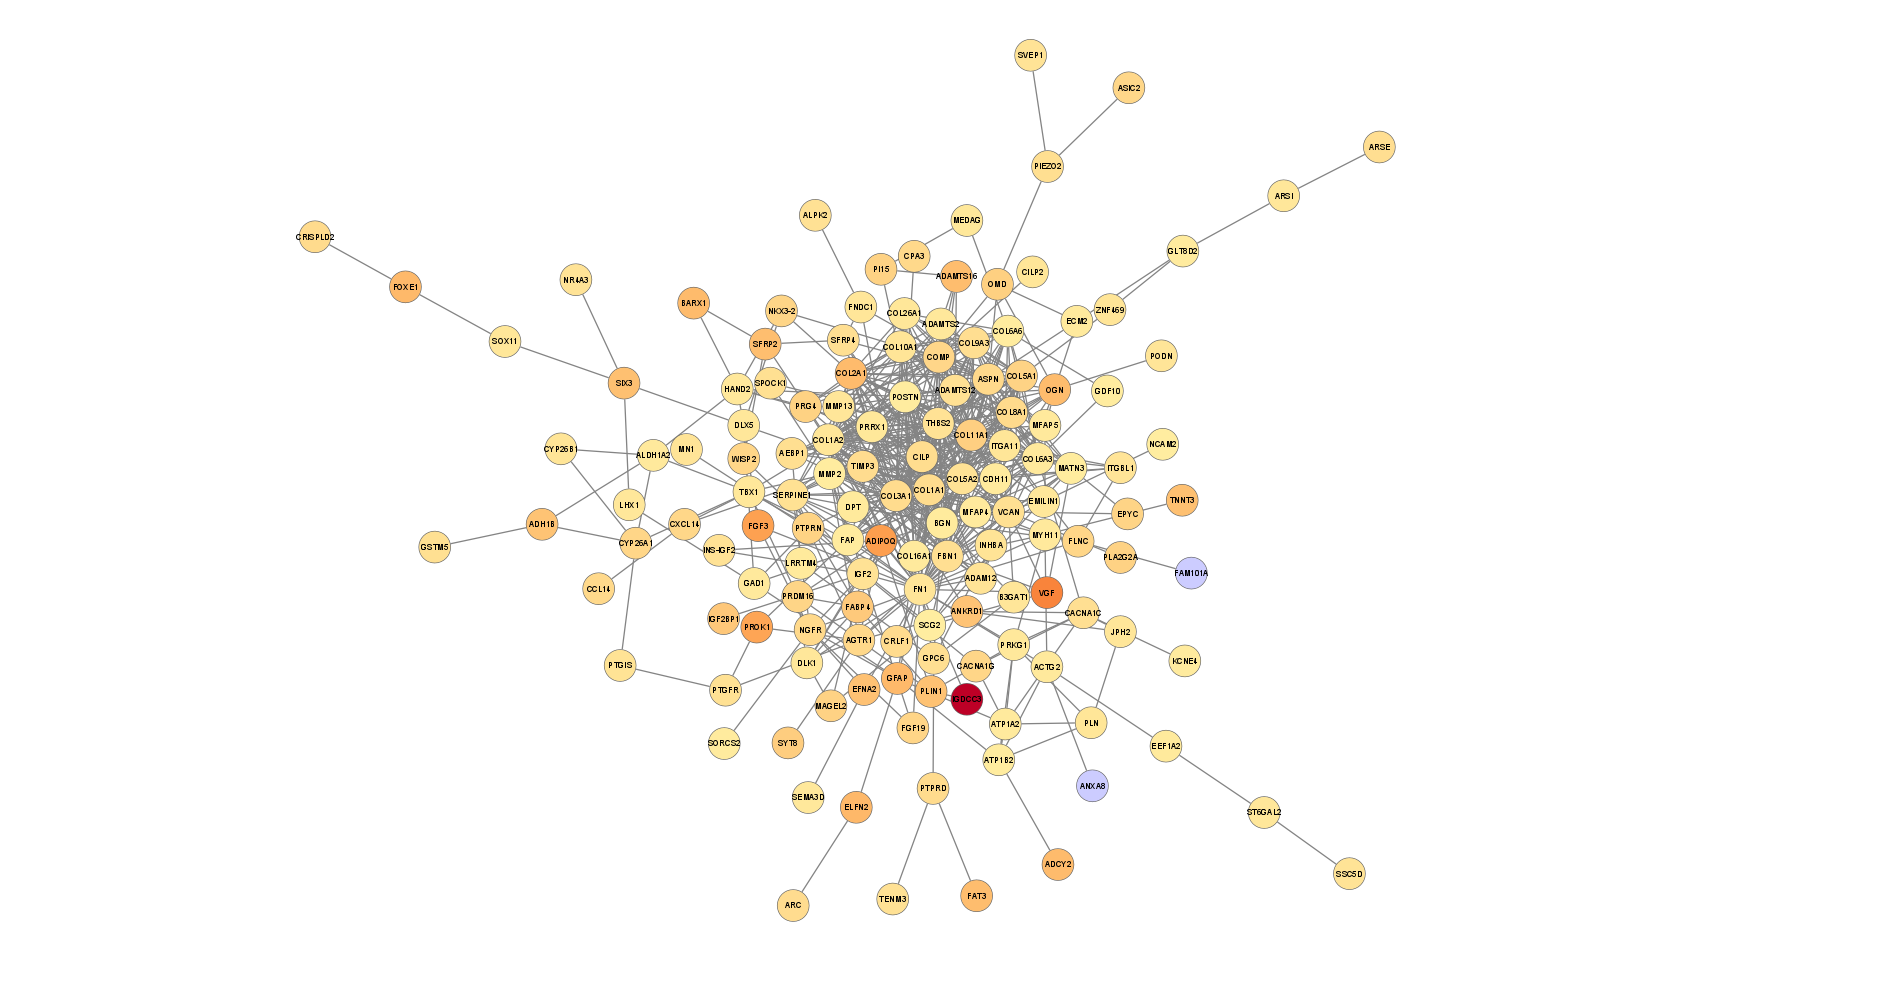 SVEP1
ASIC2
ARSE
PIEZO2
ARSI
ALPK2
MEDAG
CRISPLD2
GLT8D2
CPA3
PI15
ADAMTS16
CILP2
NR4A3
OMD
FOXE1
BARX1
NKX3-2
FNDC1
COL26A1
ZNF469
ADAMTS2
ECM2
COL6A6
SOX11
SFRP2
SFRP4
COL10A1
COL9A3
COMP
PODN
COL2A1
COL5A1
ASPN
SIX3
HAND2
SPOCK1
ADAMTS12
OGN
GDF10
POSTN
PRG4
MMP13
COL8A1
DLX5
PRRX1
THBS2
MFAP5
COL11A1
COL1A2
ITGA11
NCAM2
CYP26B1
MN1
ALDH1A2
AEBP1
WISP2
CILP
COL6A3
TIMP3
MATN3
ITGBL1
MMP2
COL5A2
CDH11
TBX1
SERPINE1
COL3A1
COL1A1
EMILIN1
TNNT3
LHX1
DPT
MFAP4
VCAN
EPYC
ADH1B
CXCL14
FGF3
PTPRN
BGN
MYH11
GSTM5
CYP26A1
FAP
ADIPOQ
FLNC
INS-IGF2
COL16A1
FBN1
INHBA
PLA2G2A
LRRTM4
IGF2
ADAM12
FAM101A
CCL14
GAD1
PRDM16
FN1
B3GAT1
VGF
FABP4
ANKRD1
CACNA1C
IGF2BP1
PROK1
NGFR
SCG2
JPH2
AGTR1
CRLF1
PRKG1
DLK1
GPC6
PTGIS
CACNA1G
ACTG2
KCNE4
GFAP
PTGFR
EFNA2
PLIN1
MAGEL2
ATP1A2
PLN
FGF19
SORCS2
SYT8
EEF1A2
ATP1B2
ANXA8
PTPRD
SEMA3D
ELFN2
ST6GAL2
ADCY2
SSC5D
FAT3
TENM3
ARC